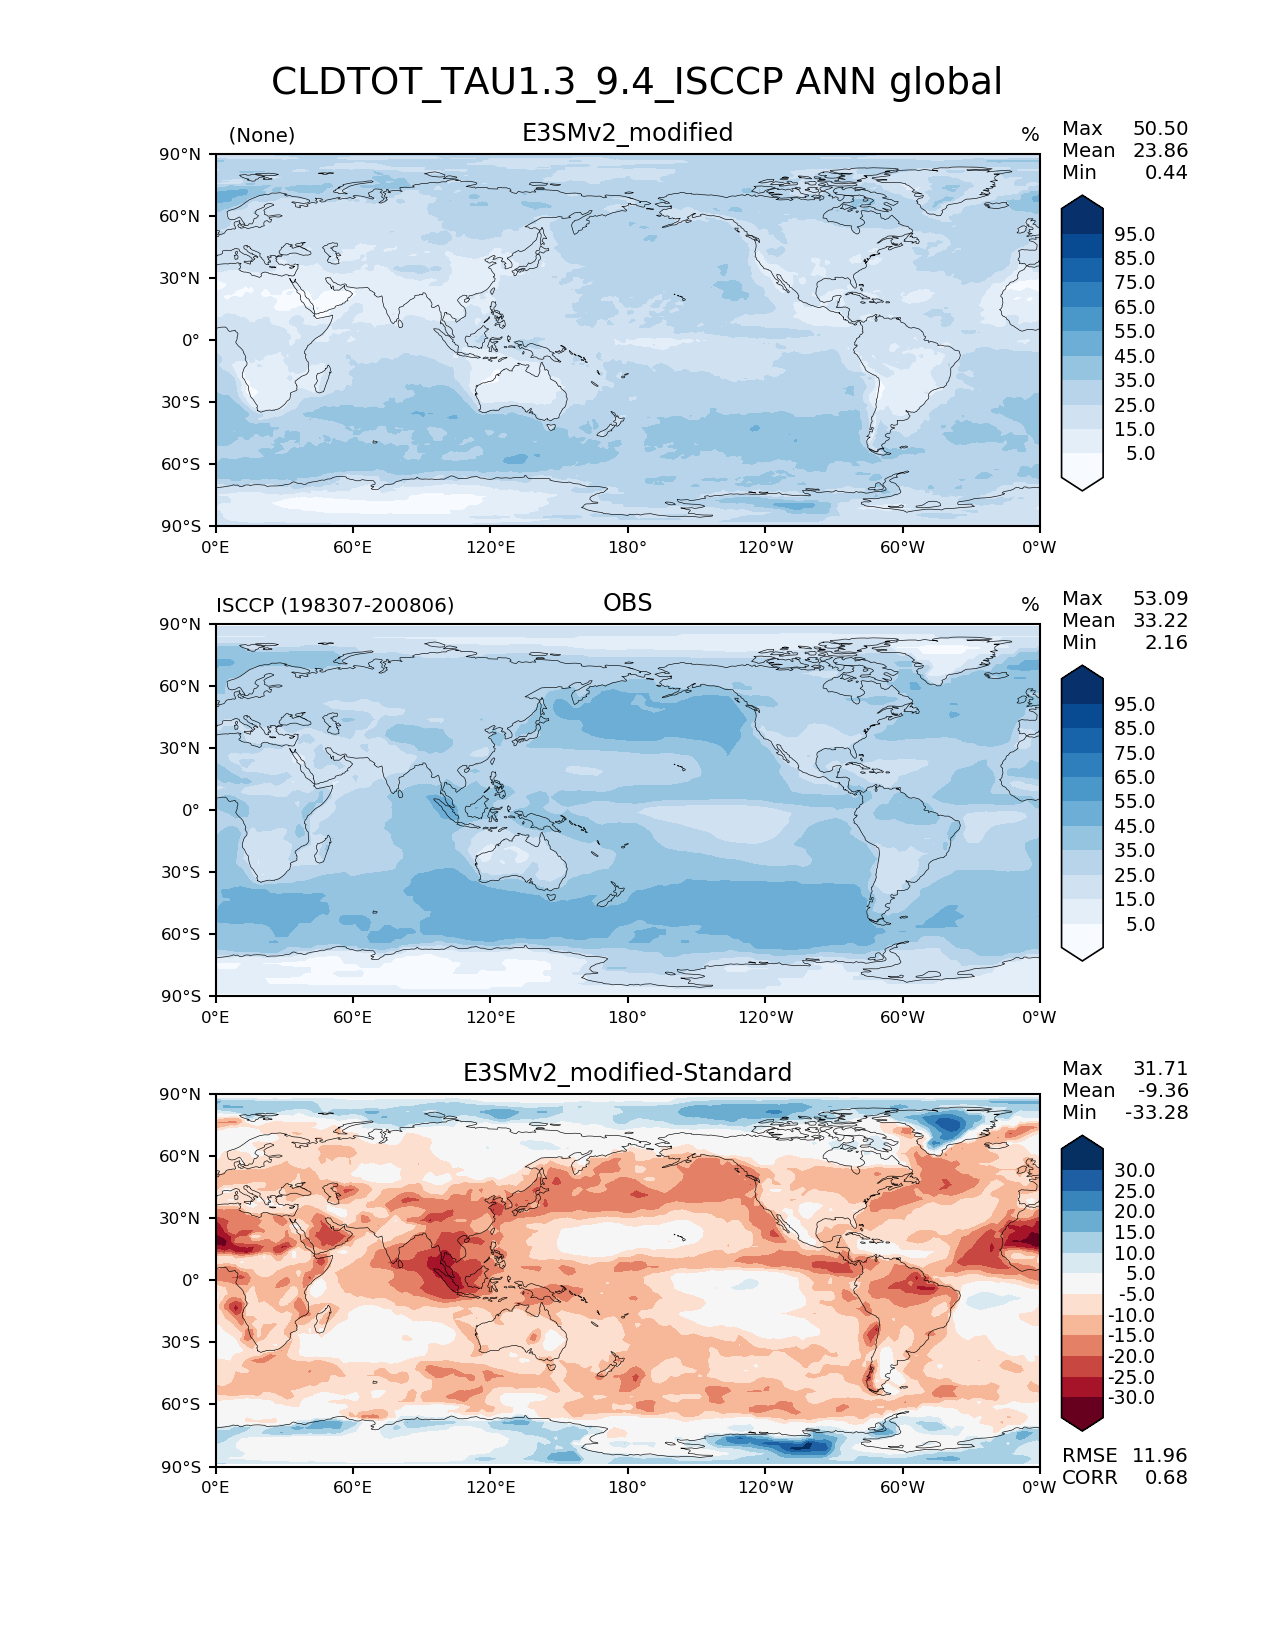 CLDTOT_TAU1.3_9.4_ISCCP ANN global
(None) E3SMv2_modified %
Max 50.50
Mean 23.86
Min 0.44
90°N
60°N
30°N
0°
30°S
60°S
90°S
0°E 60°E 120°E 180° 120°W 60°W 0°W
95.0
85.0
75.0
65.0
55.0
45.0
35.0
25.0
15.0
5.0
ISCCP (198307-200806) OBS %
Max 53.09
Mean 33.22
Min 2.16
90°N
60°N
30°N
0°
30°S
60°S
90°S
0°E 60°E 120°E 180° 120°W 60°W 0°W
95.0
85.0
75.0
65.0
55.0
45.0
35.0
25.0
15.0
5.0
E3SMv2_modified-Standard
Max 31.71
Mean -9.36
Min -33.28
90°N
60°N
30°N
0°
30°S
60°S
90°S
0°E 60°E 120°E 180° 120°W 60°W 0°W
30.0
25.0
20.0
15.0
10.0
5.0
-5.0
-10.0
-15.0
-20.0
-25.0
-30.0
RMSE 11.96
CORR 0.68